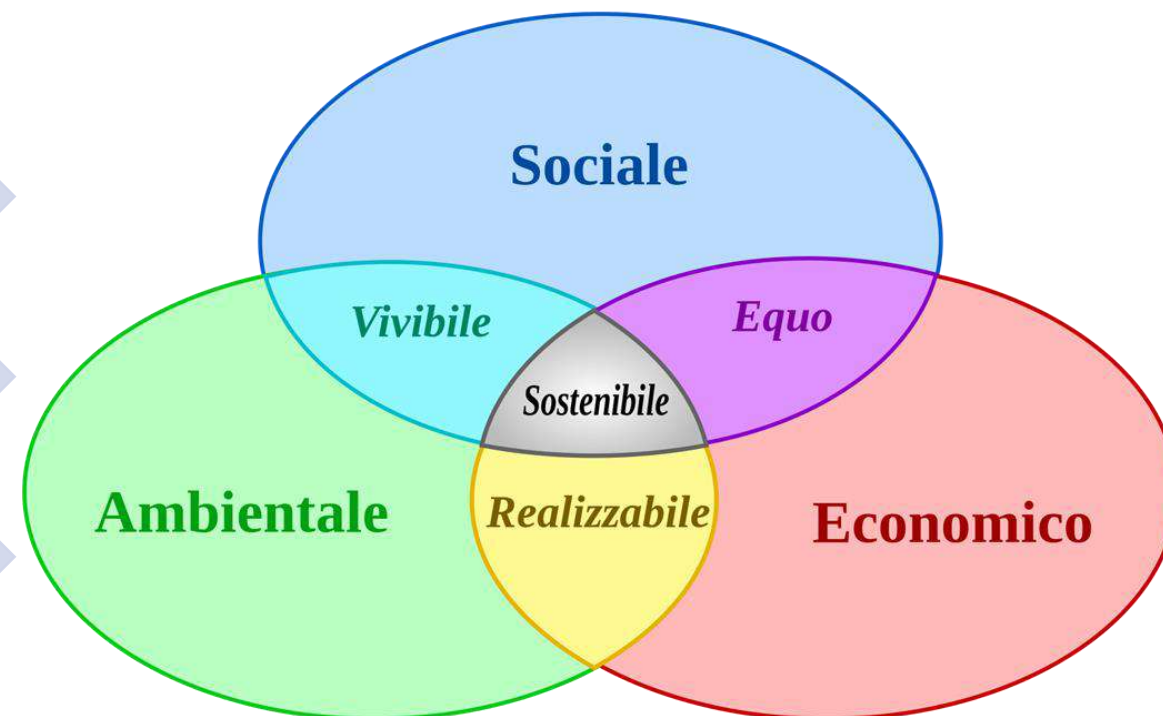 Sociale
Vivibile
Equo
Sostenibile
Ambientale
Realizzabile
Economico